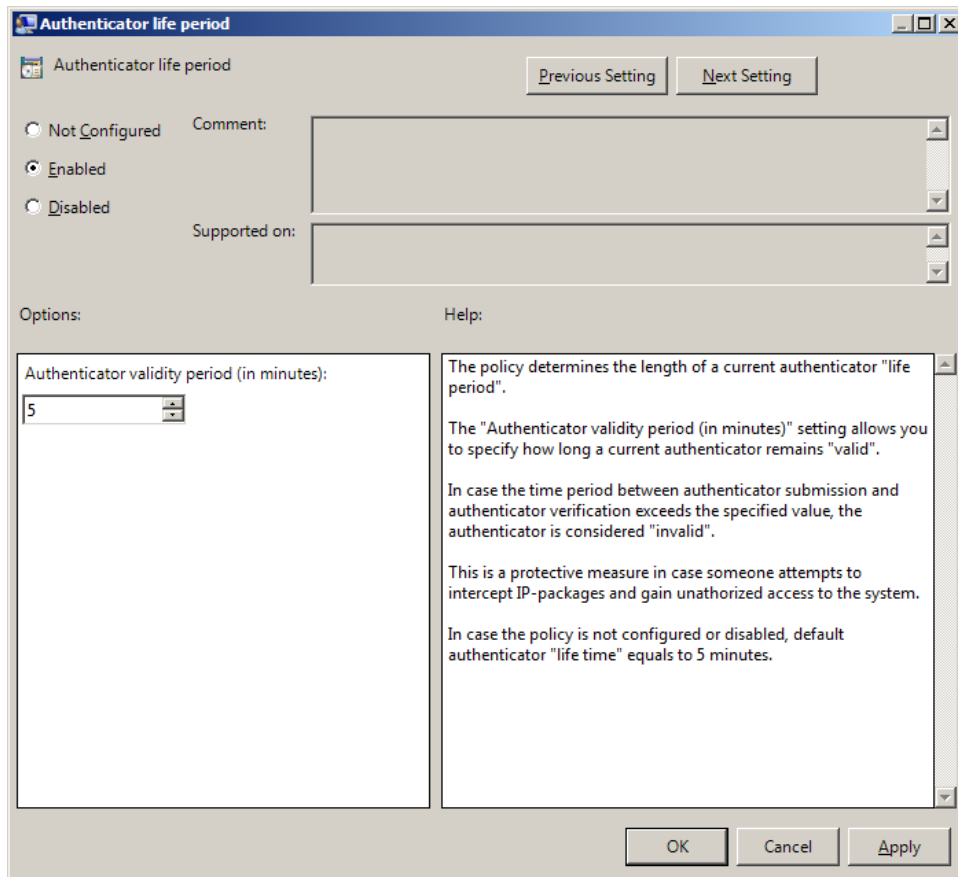 Authenticator life period
Authenticator life period
Previous Setting
Next Setting
Not Configured
Comment:
Enabled
Disabled
Supported on:
Options:
Help:
Authenticator validity period (in minutes):
5
The policy determines the length of a current authenticator "life
period".
The "Authenticator validity period (in minutes)" setting allows you
to specify how long a current authenticator remains "valid".
In case the time period between authenticator submission and
authenticator verification exceeds the specified value, the
authenticator is considered "invalid".
This is a protective measure in case someone attempts to
intercept IP-packages and gain unathorized access to the system.
In case the policy is not configured or disabled, default
authenticator "life time" equals to 5 minutes.
OK
Cancel
Apply